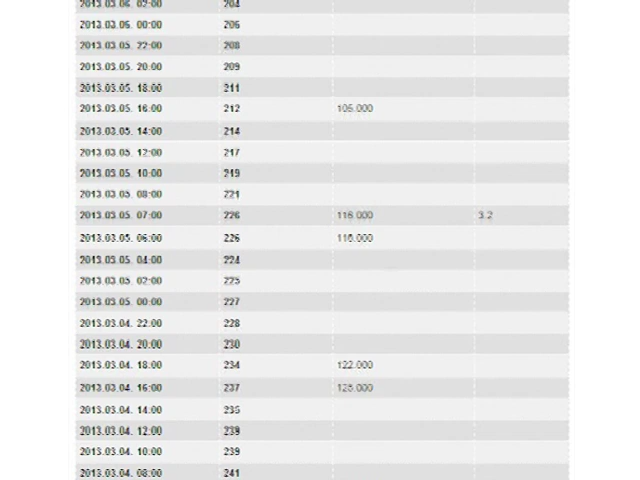 2013.03.06. 02:00 204
2013.03.06. 00:00 206
2013.03.05. 22:00 208
2013.03.05. 20:00 209
2013.03.05. 18:00 211
2013.03.05. 16:00 212 105.000
2013.03.05. 14:00 214
2013.03.05. 12:00 217
2013.03.05. 10:00 219
2013.03.05. 08:00 221
2013.03.05. 07:00 226 116.000 3.2
2013.03.05. 06:00 226 116.000
2013.03.05. 04:00 224
2013.03.05. 02:00 225
2013.03.05. 00:00 227
2013.03.04. 22:00 228
2013.03.04. 20:00 230
2013.03.04. 18:00 234 122.000
2013.03.04. 16:00 237 125.000
2013.03.04. 14:00 235
2013.03.04. 12:00 239
2013.03.04. 10:00 239
2013.03.04. 08:00 241